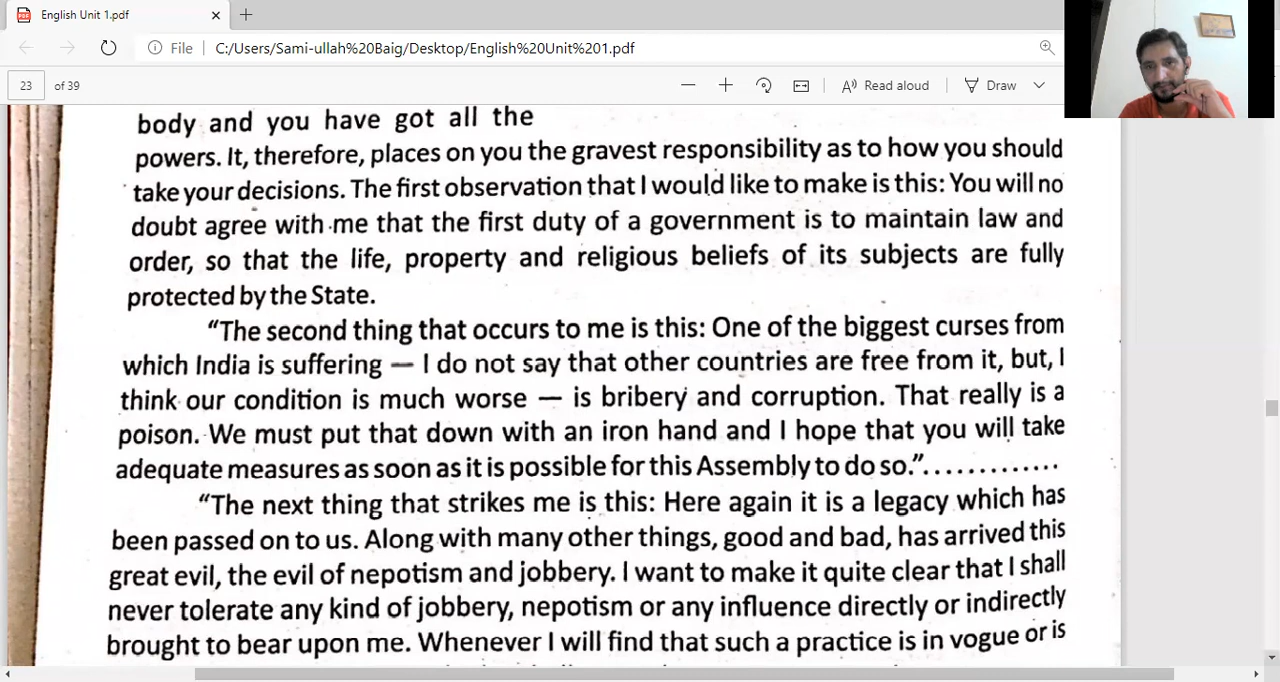 English Unit 1.pdf
File
C:/Users/Sami-ullah%20Baig/Desktop/English%20Unit%201.pdf
23 of 39
Read aloud
Draw
body and you have got all the
powers. It, therefore, places on you the gravest responsibility as to how you should
take your decisions. The first observation that I would like to make is this: You will no
doubt agree with me that the first duty of a government is to maintain law and
order, so that the life, property and religious beliefs of its subjects are fully
protected by the State.
“The second thing that occurs to me is this: One of the biggest curses from
which India is suffering — I do not say that other countries are free from it, but, I
think our condition is much worse — is bribery and corruption. That really is a
poison. We must put that down with an iron hand and I hope that you will take
adequate measures as soon as it is possible for this Assembly to do so.”.............
“The next thing that strikes me is this: Here again it is a legacy which has
been passed on to us. Along with many other things, good and bad, has arrived this
great evil, the evil of nepotism and jobbery. I want to make it quite clear that I shall
never tolerate any kind of jobbery, nepotism or any influence directly or indirectly
brought to bear upon me. Whenever I will find that such a practice is in vogue or is